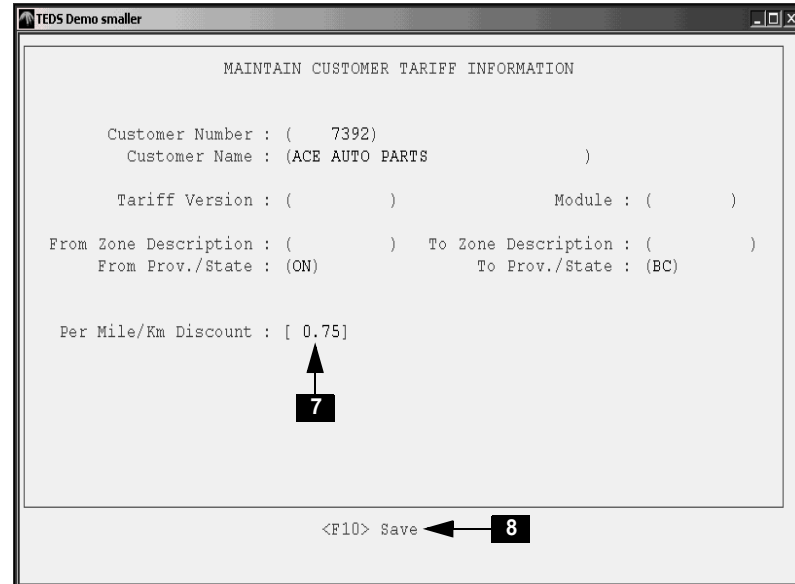 TEDS Demo smaller
MAINTAIN CUSTOMER TARIFF INFORMATION
Customer Number : (    7392)
Customer Name : (ACE AUTO PARTS                )
Tariff Version : (          )                Module : (        )
From Zone Description : (          )   To Zone Description : (          )
From Prov./State : (ON)                To Prov./State : (BC)
Per Mile/Km Discount : [ 0.75]
7
<F10> Save
8